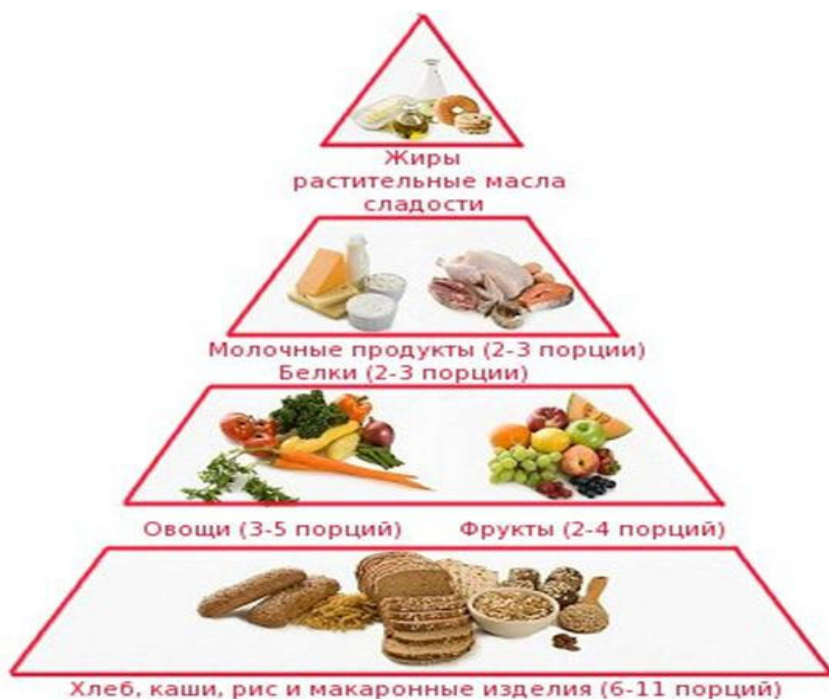 Жиры
растительные масла
сладости
Молочные продукты (2-3 порции)
Белки (2-3 порции)
Овощи (3-5 порций)
Фрукты (2-4 порций)
Хлеб, каши, рис и макаронные изделия (6-11 порций)